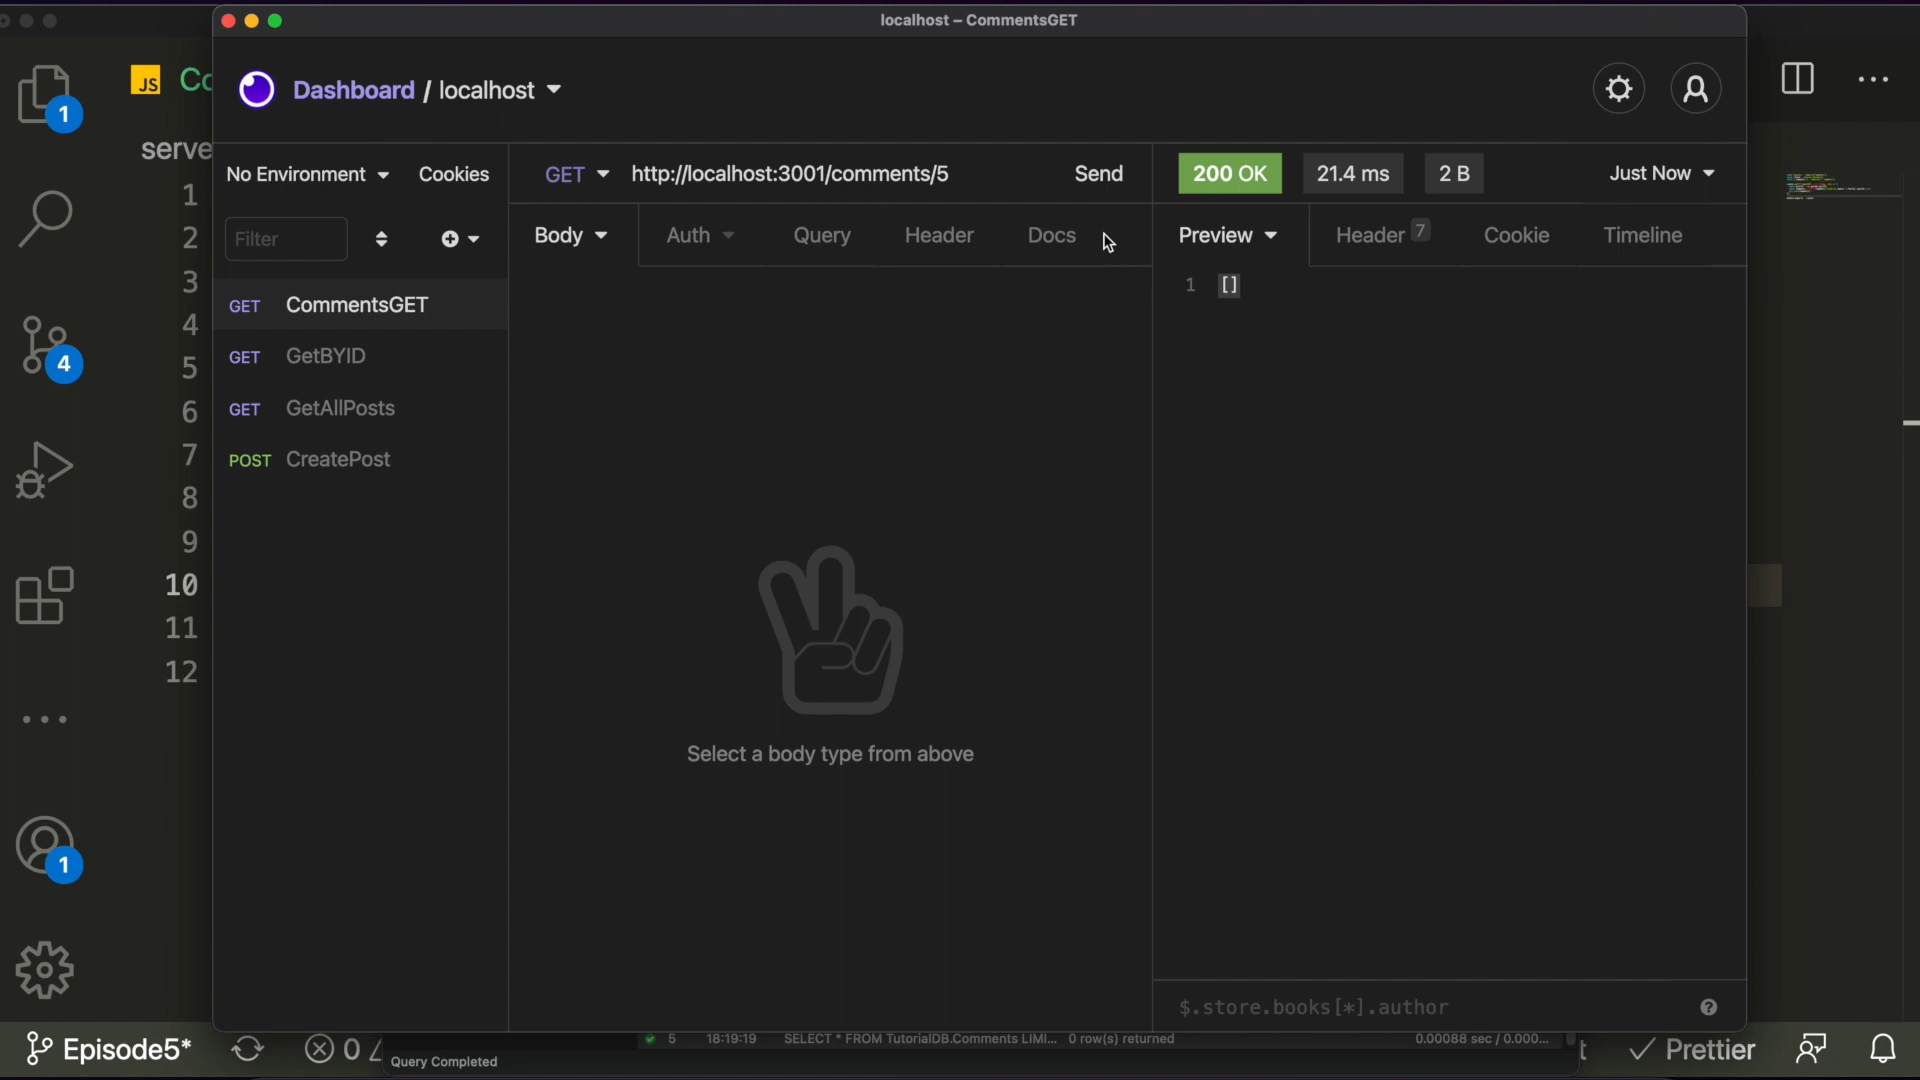 localhost – CommentsGET
JS
Dashboard / localhost
1
serve
No Environment
Cookies
GET
http://localhost:3001/comments/5
Send
200 OK
21.4 ms
2 B
Just Now
Filter
Body
Auth
Query
Header
Docs
Preview
Header 7
Cookie
Timeline
1 []
GET CommentsGET
GET GetBYID
GET GetAllPosts
POST CreatePost
1
2
3
4
5
6
7
8
9
10
11
12
4
1
Select a body type from above
$.store.books[*].author
Episode5*
0
5 18:19:19 SELECT * FROM TutorialDB.Comments LIMI... 0 row(s) returned 0.00088 sec / 0.000...
Query Completed
Prettier